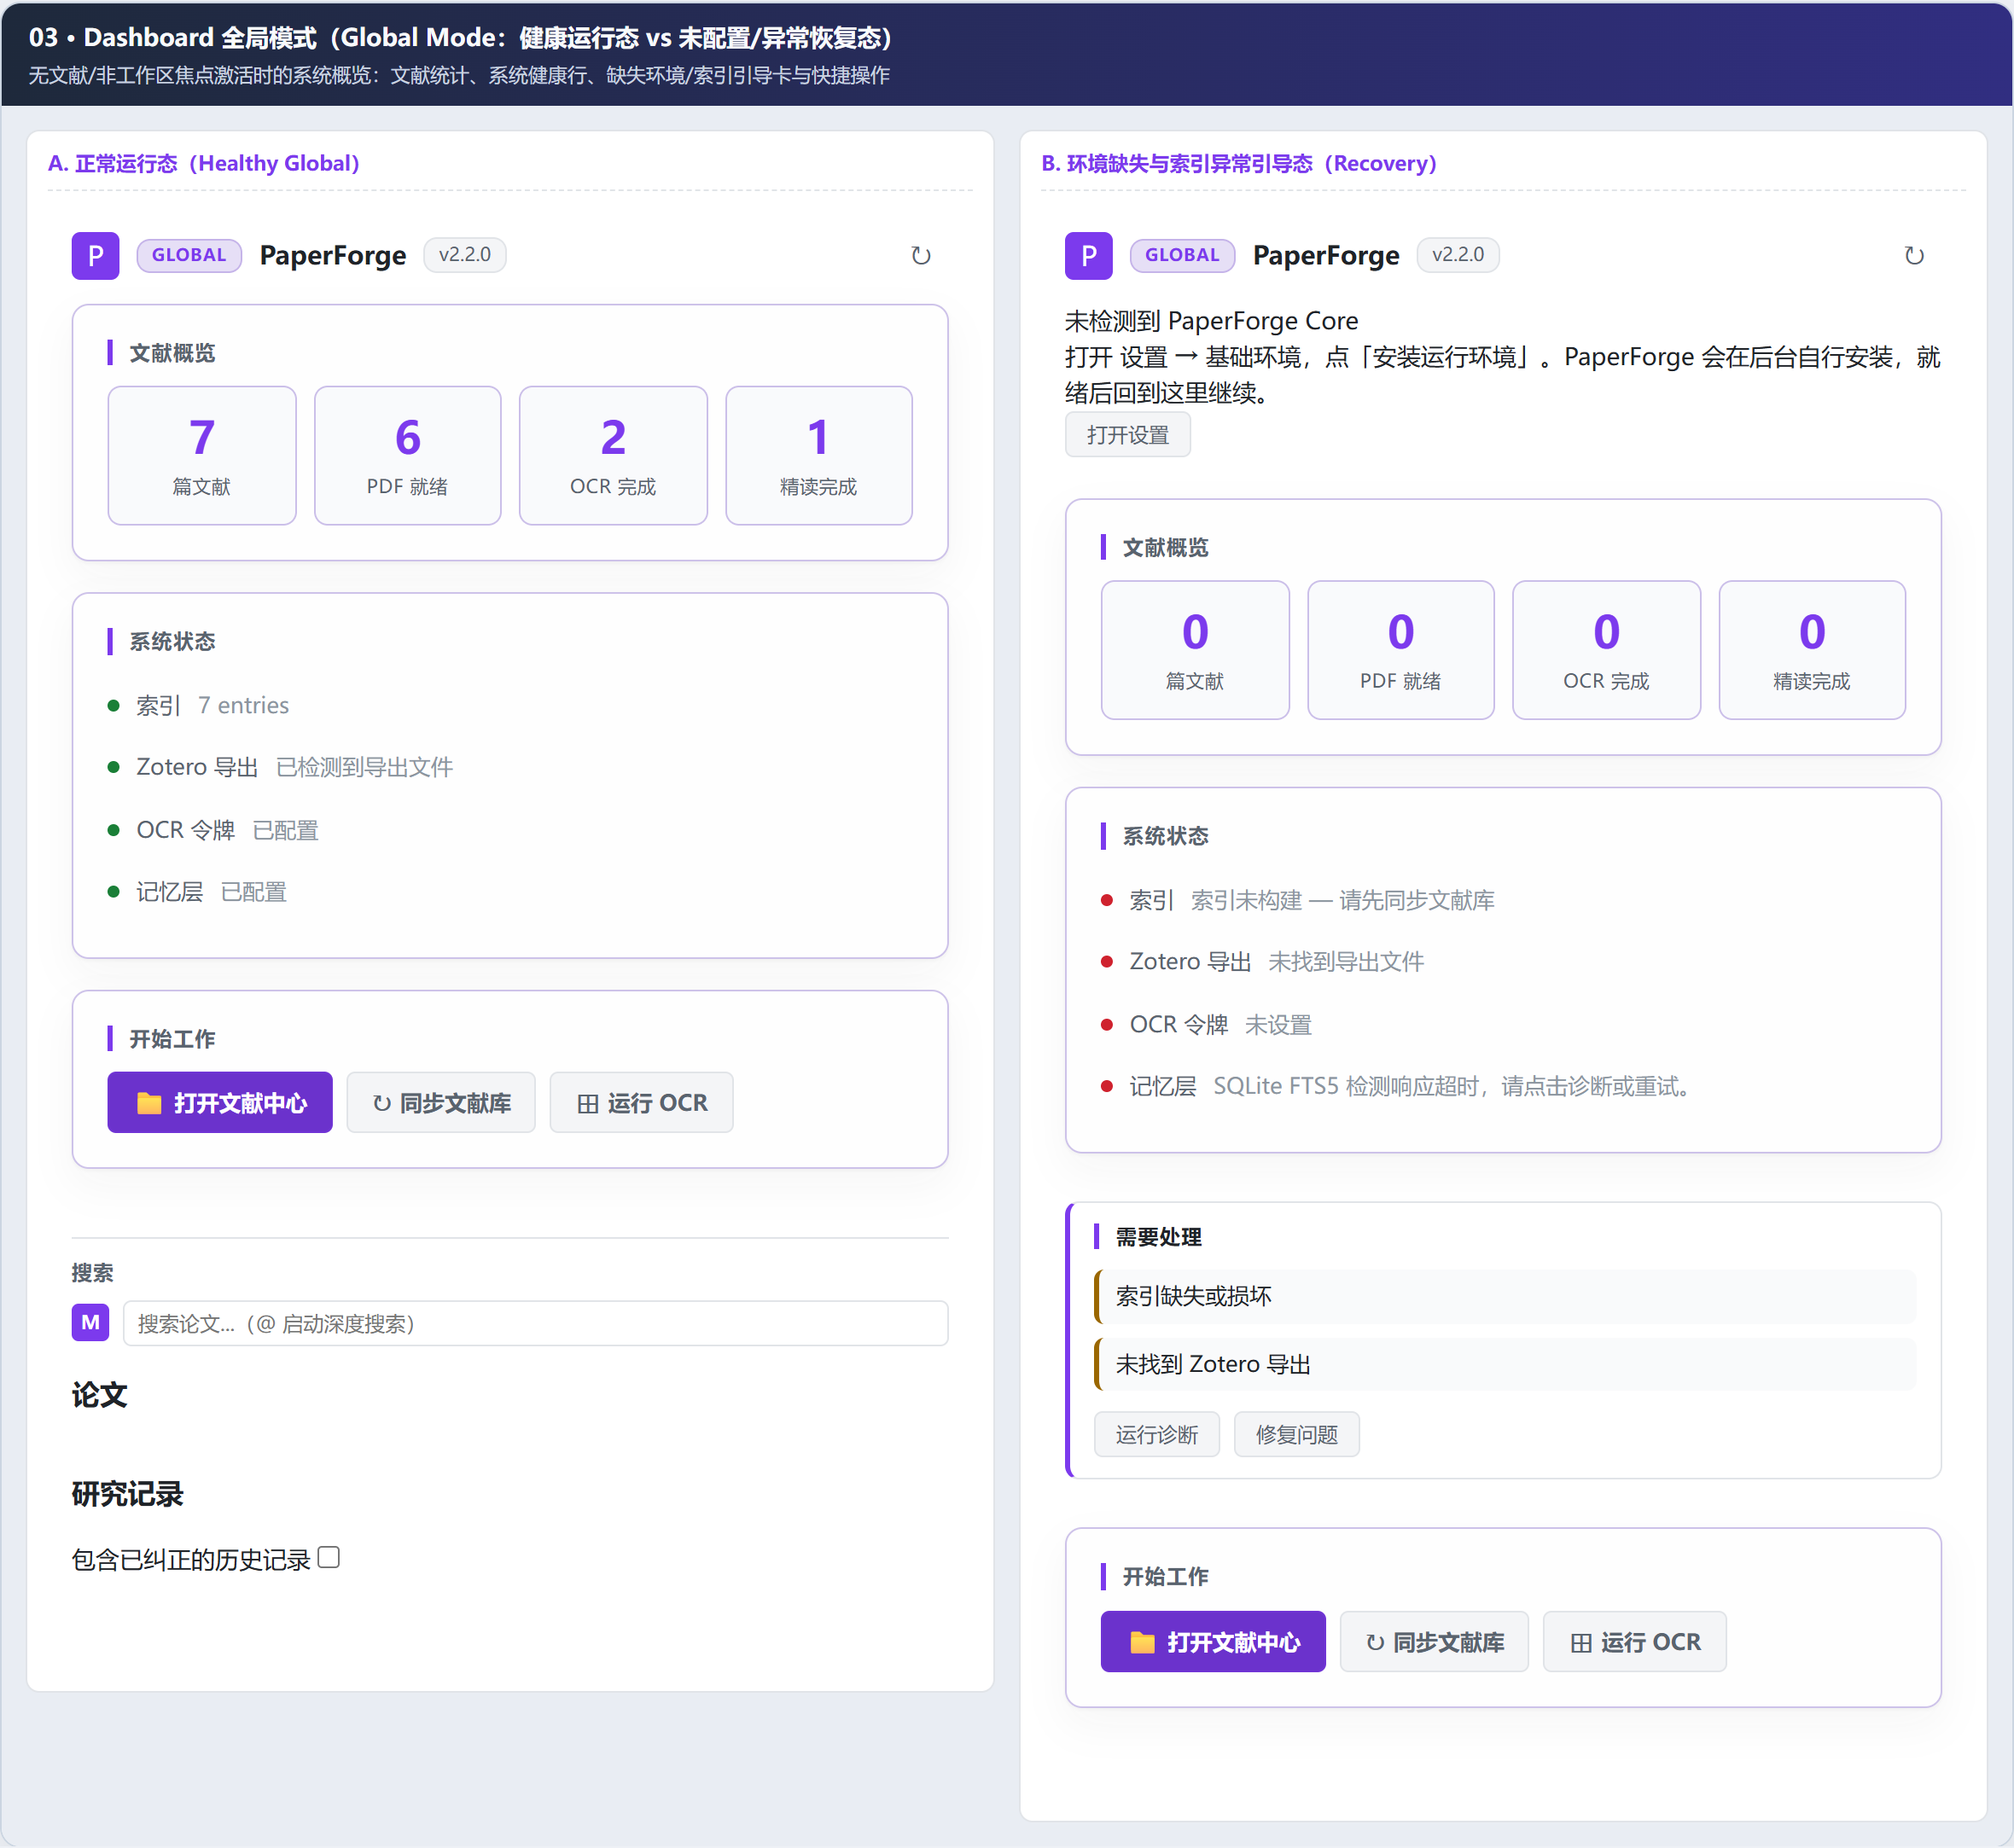 03 • Dashboard 全局模式（Global Mode：健康运行态 vs 未配置/异常恢复态）
无文献/非工作区焦点激活时的系统概览：文献统计、系统健康行、缺失环境/索引引导卡与快捷操作
A. 正常运行态（Healthy Global）
P GLOBAL PaperForge v2.2.0 ↻
文献概览
7 6 2 1
篇文献 PDF 就绪 OCR 完成 精读完成
系统状态
索引 7 entries
Zotero 导出 已检测到导出文件
OCR 令牌 已配置
记忆层 已配置
开始工作
📁 打开文献中心 ↻ 同步文献库 田 运行 OCR
搜索
M 搜索论文...（@ 启动深度搜索）
论文
研究记录
包含已纠正的历史记录
B. 环境缺失与索引异常引导态（Recovery）
P GLOBAL PaperForge v2.2.0 ↻
未检测到 PaperForge Core
打开 设置 → 基础环境，点「安装运行环境」。PaperForge 会在后台自行安装，就
绪后回到这里继续。
打开设置
文献概览
0 0 0 0
篇文献 PDF 就绪 OCR 完成 精读完成
系统状态
索引 索引未构建 — 请先同步文献库
Zotero 导出 未找到导出文件
OCR 令牌 未设置
记忆层 SQLite FTS5 检测响应超时，请点击诊断或重试。
需要处理
索引缺失或损坏
未找到 Zotero 导出
运行诊断 修复问题
开始工作
📁 打开文献中心 ↻ 同步文献库 田 运行 OCR